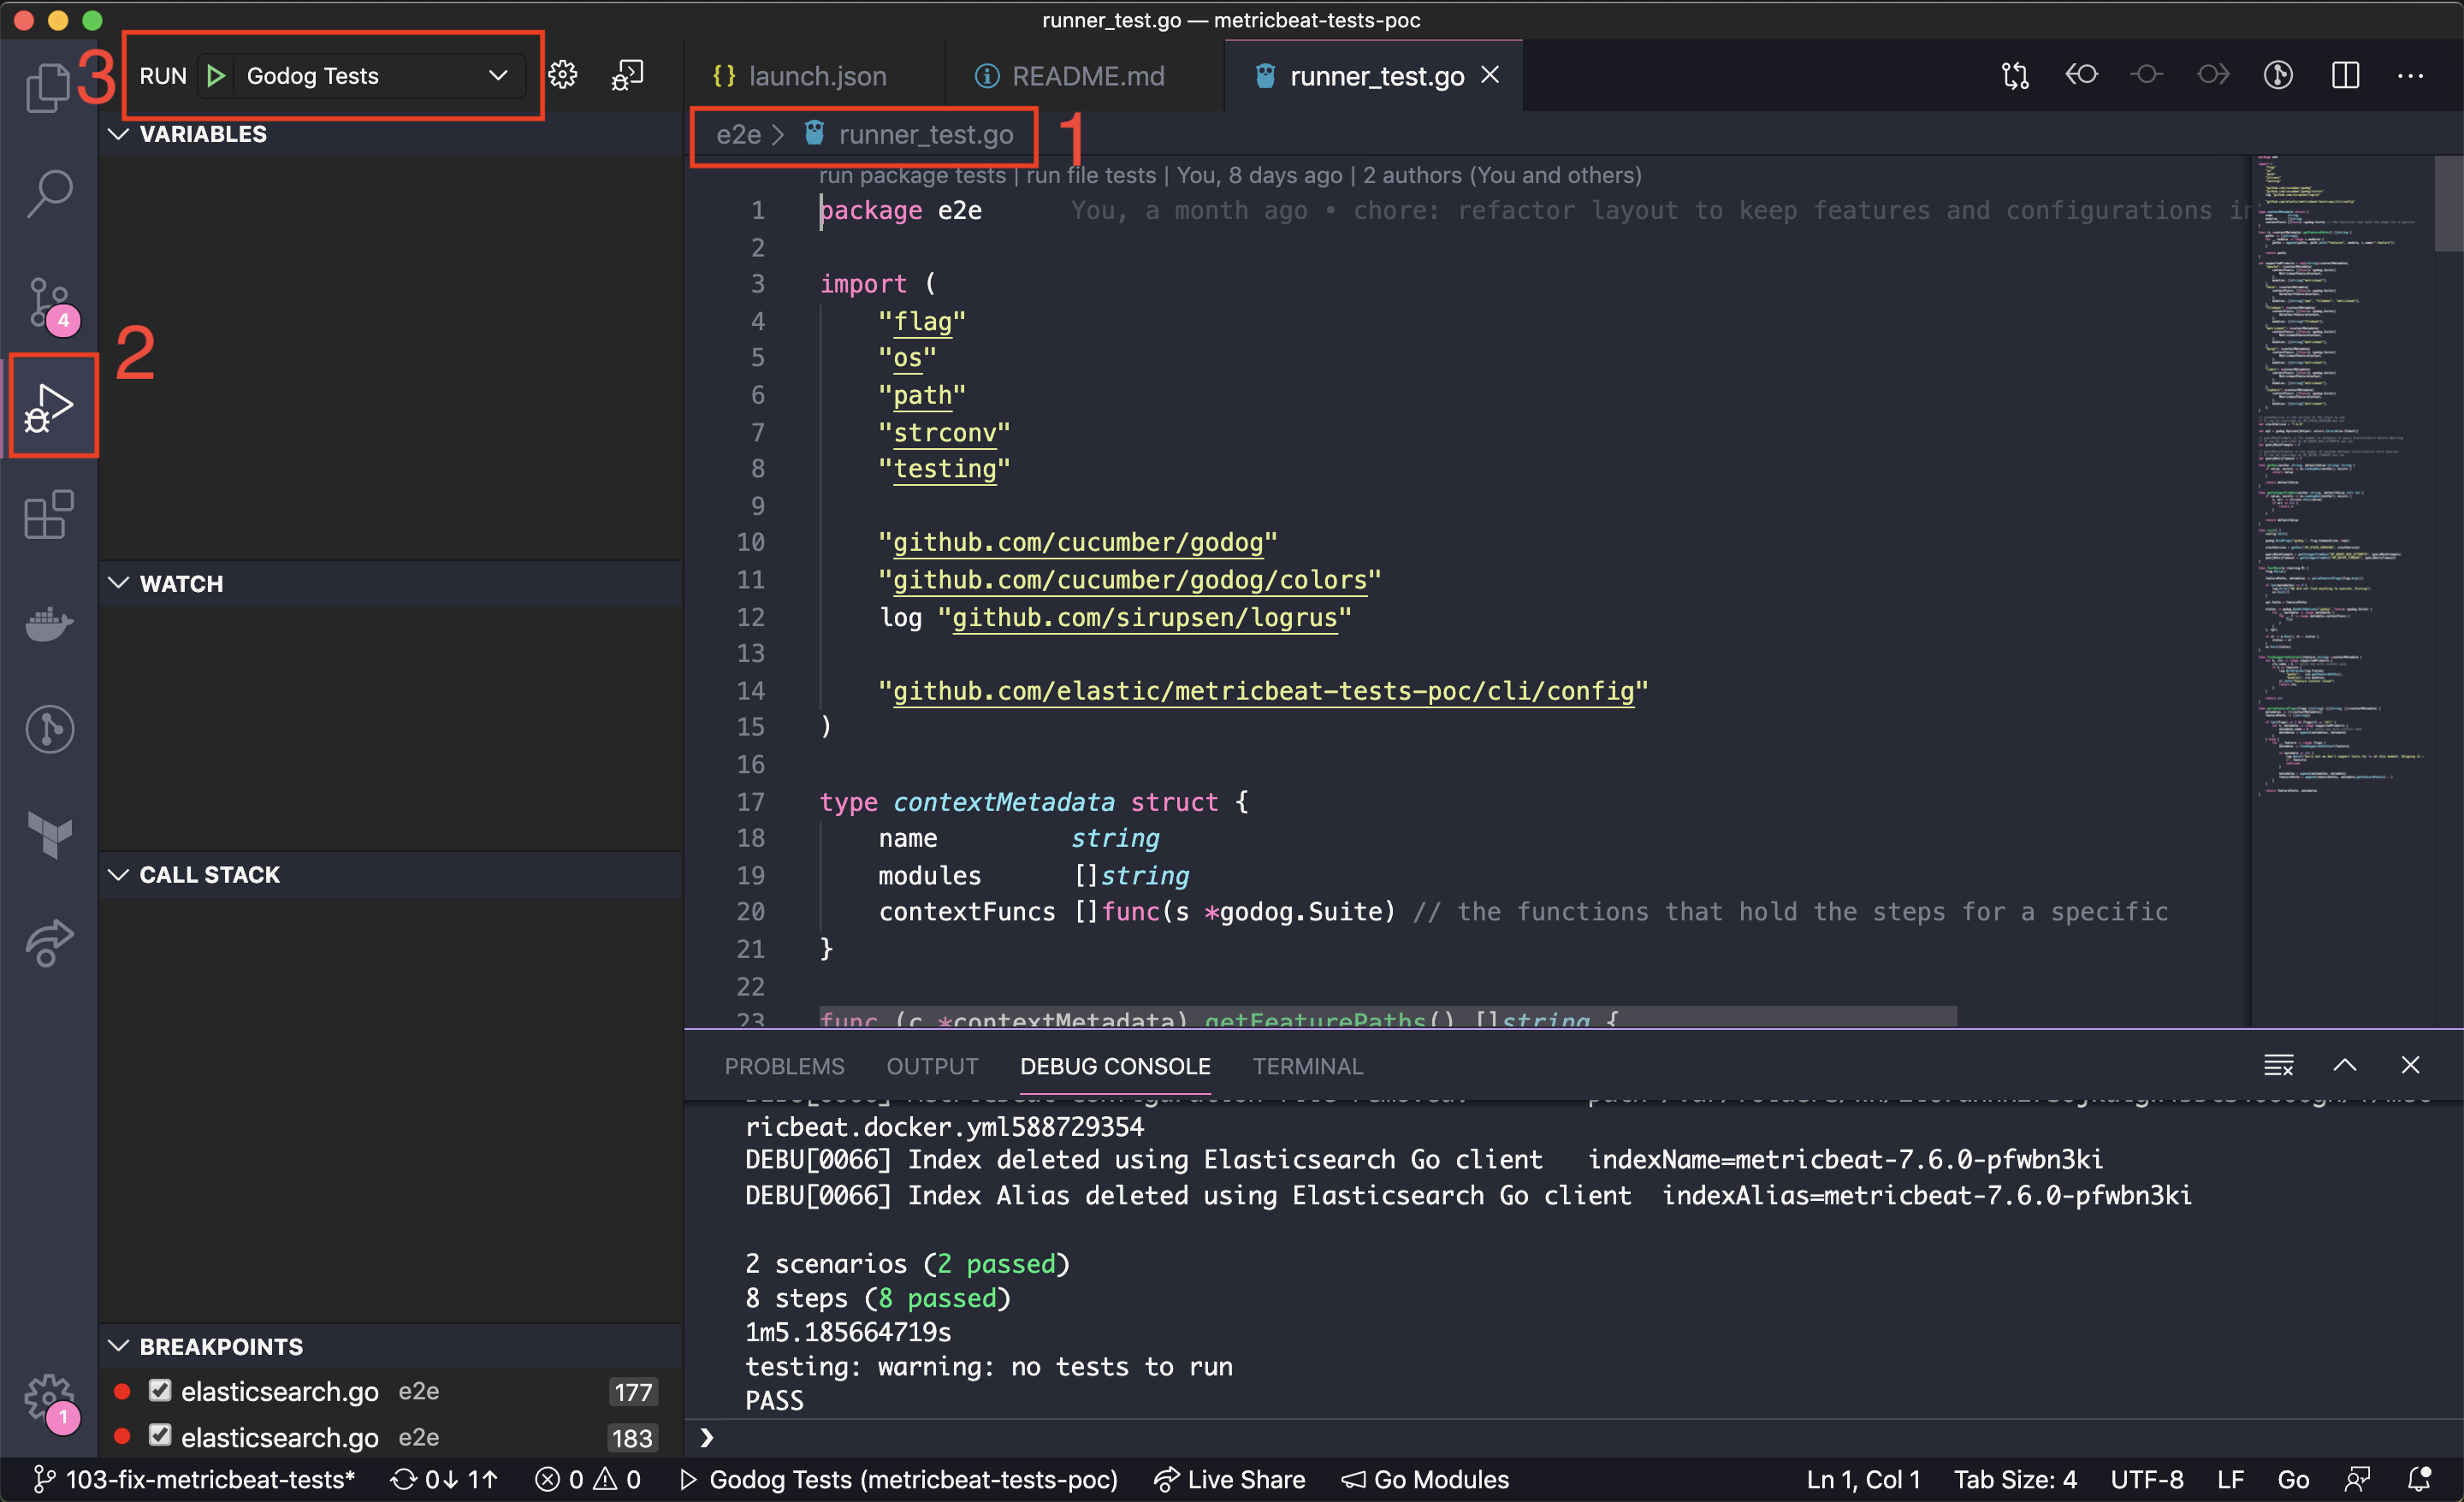 runner_test.go — metricbeat-tests-poc
3
RUN Godog Tests
launch.json
README.md
runner_test.go
VARIABLES
e2e > runner_test.go
1
run package tests | run file tests | You, 8 days ago | 2 authors (You and others)
1 package e2e You, a month ago • chore: refactor layout to keep features and configurations in
2
3 import (
4 "flag"
5 "os"
6 "path"
7 "strconv"
8 "testing"
9
10 "github.com/cucumber/godog"
11 "github.com/cucumber/godog/colors"
12 log "github.com/sirupsen/logrus"
13
14 "github.com/elastic/metricbeat-tests-poc/cli/config"
15 )
16
17 type contextMetadata struct {
18 name string
19 modules []string
20 contextFuncs []func(s *godog.Suite) // the functions that hold the steps for a specific
21 }
22
23 func (c *contextMetadata) getFeaturePaths() []string {
4
2
WATCH
CALL STACK
BREAKPOINTS
elasticsearch.go e2e 177
elasticsearch.go e2e 183
1
PROBLEMS
OUTPUT
DEBUG CONSOLE
TERMINAL
ricbeat.docker.yml588729354
DEBU[0066] Index deleted using Elasticsearch Go client indexName=metricbeat-7.6.0-pfwbn3ki
DEBU[0066] Index Alias deleted using Elasticsearch Go client indexAlias=metricbeat-7.6.0-pfwbn3ki
2 scenarios (2 passed)
8 steps (8 passed)
1m5.185664719s
testing: warning: no tests to run
PASS
103-fix-metricbeat-tests* 0↓ 1↑ 0 0 Godog Tests (metricbeat-tests-poc) Live Share Go Modules Ln 1, Col 1 Tab Size: 4 UTF-8 LF Go